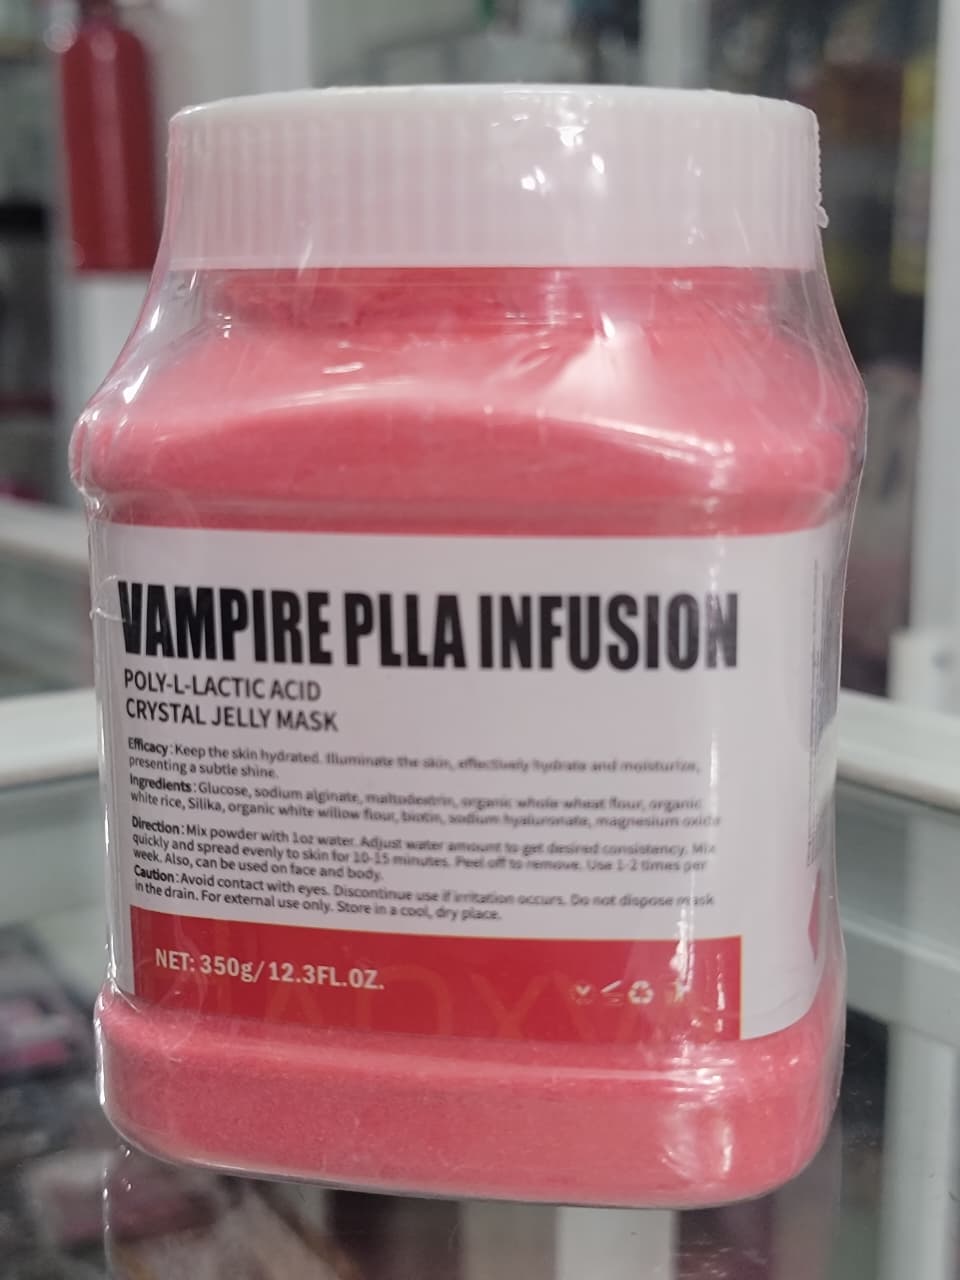 VAMPIRE PLLA INFUSION
POLY-L-LACTIC ACID
CRYSTAL JELLY MASK
Efficacy: Keep the skin hydrated. Illuminate the skin, effectively hydrate and moisturize,
presenting a subtle shine.
Ingredients: Glucose, sodium alginate, maltodextrin, organic whole wheat flour, organic
white rice, Silika, organic white willow flour, biotin, sodium hyaluronate, magnesium oxide
Direction: Mix powder with 1oz water. Adjust water amount to get desired consistency. Mix
quickly and spread evenly to skin for 10-15 minutes. Peel off to remove. Use 1-2 times per
week. Also, can be used on face and body.
Caution: Avoid contact with eyes. Discontinue use if irritation occurs. Do not dispose mask
in the drain. For external use only. Store in a cool, dry place.
NET: 350g/12.3FL.OZ.